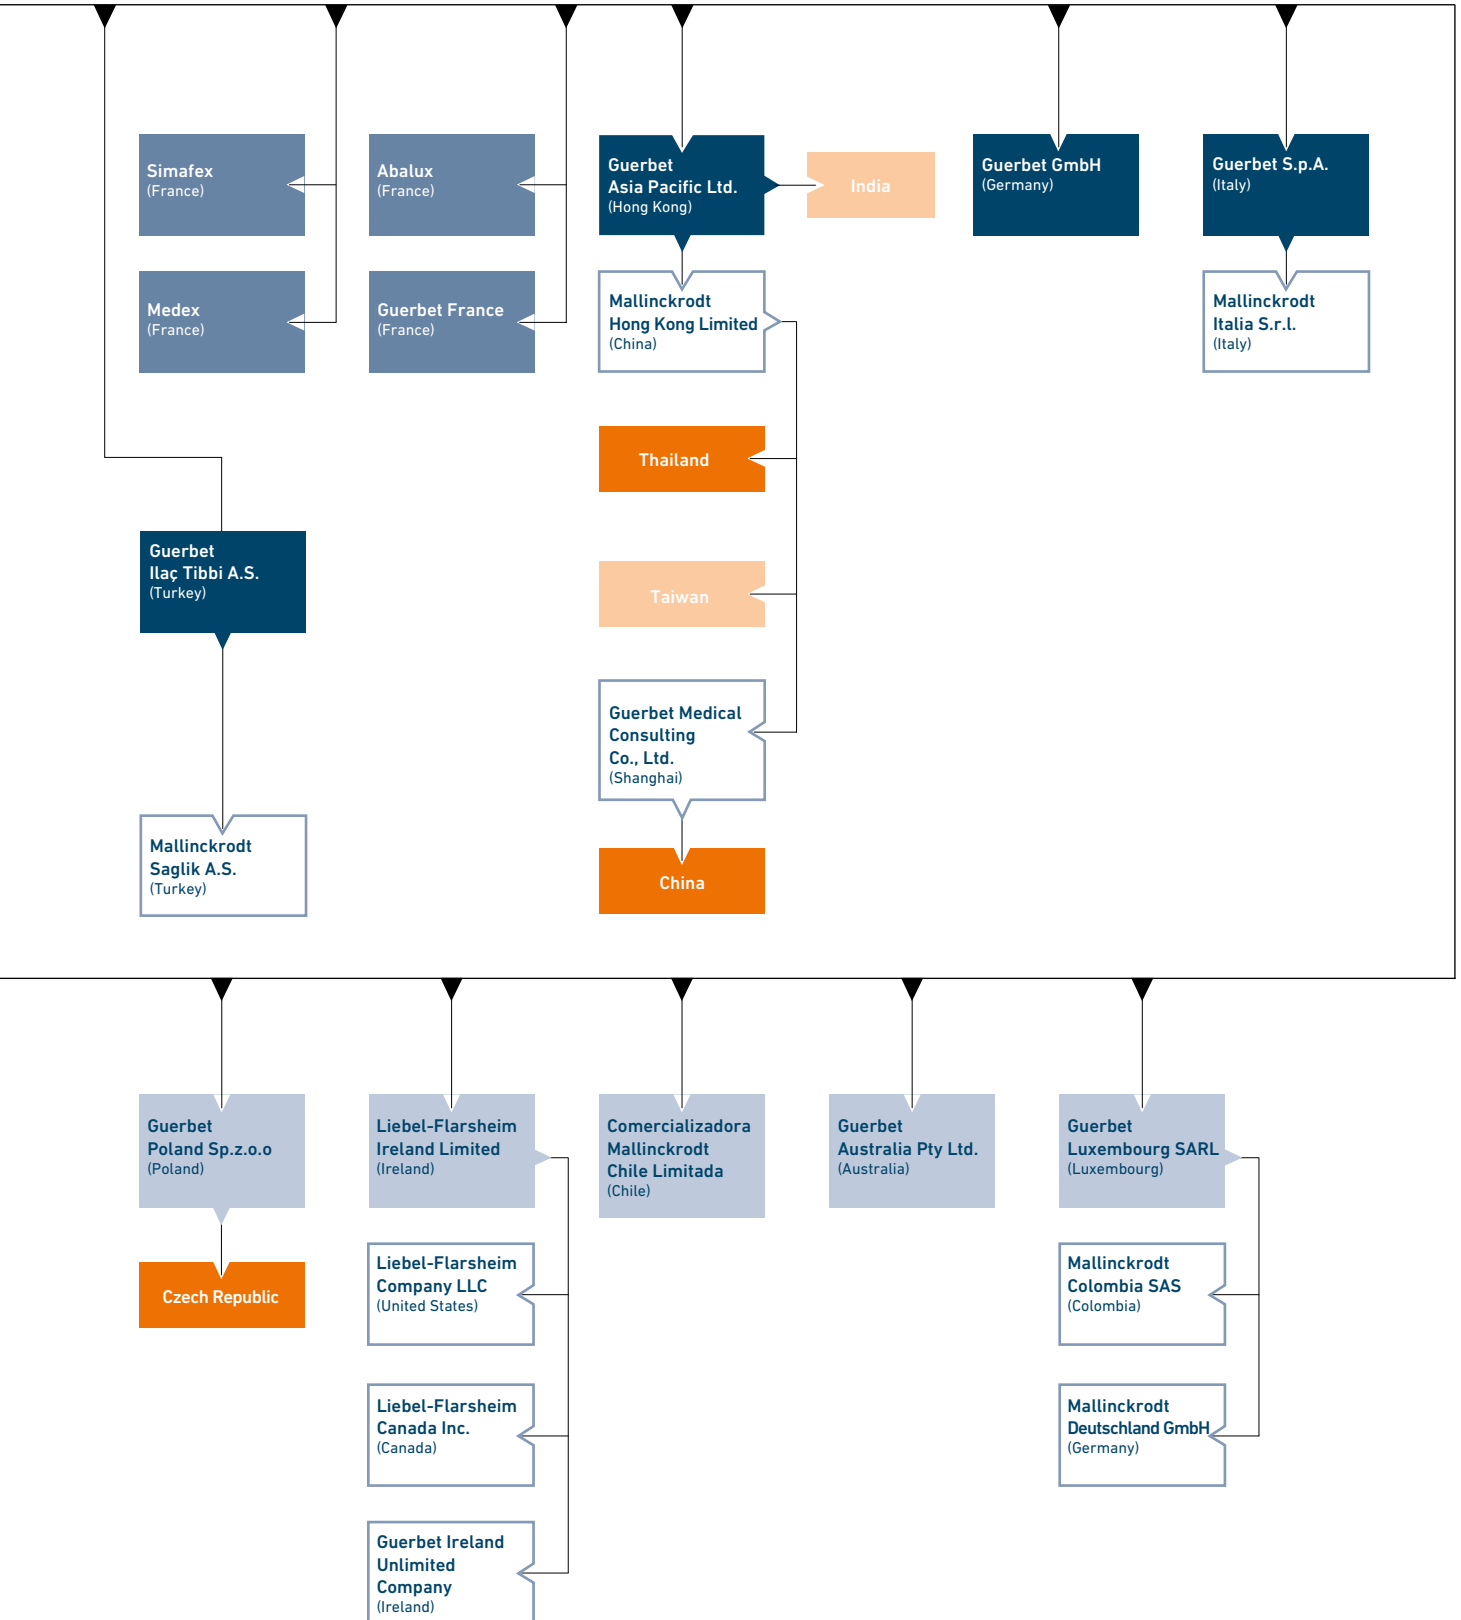 Simafex
(France)
Abalux
(France)
Guerbet
Asia Pacific Ltd.
(Hong Kong)
India
Guerbet GmbH
(Germany)
Guerbet S.p.A.
(Italy)
Medex
(France)
Guerbet France
(France)
Mallinckrodt
Hong Kong Limited
(China)
Mallinckrodt
Italia S.r.l.
(Italy)
Thailand
Guerbet
Ilaç Tibbi A.S.
(Turkey)
Taiwan
Guerbet Medical
Consulting
Co., Ltd.
(Shanghai)
Mallinckrodt
Saglik A.S.
(Turkey)
China
Guerbet
Poland Sp.z.o.o
(Poland)
Liebel-Flarsheim
Ireland Limited
(Ireland)
Comercializadora
Mallinckrodt
Chile Limitada
(Chile)
Guerbet
Australia Pty Ltd.
(Australia)
Guerbet
Luxembourg SARL
(Luxembourg)
Czech Republic
Liebel-Flarsheim
Company LLC
(United States)
Mallinckrodt
Colombia SAS
(Colombia)
Liebel-Flarsheim
Canada Inc.
(Canada)
Mallinckrodt
Deutschland GmbH
(Germany)
Guerbet Ireland
Unlimited
Company
(Ireland)